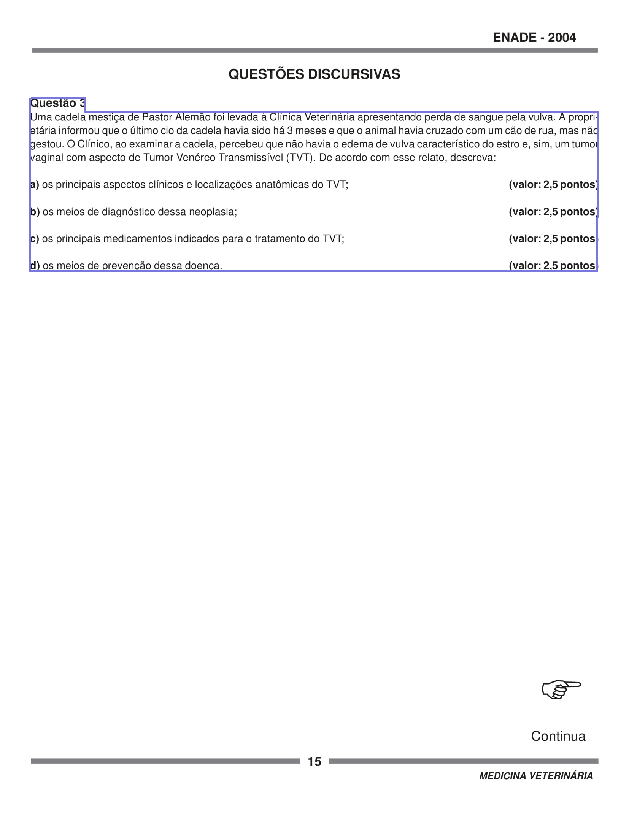 ENADE - 2004
QUESTÕES DISCURSIVAS
Questão 3
Uma cadela mestiça de Pastor Alemão foi levada à Clínica Veterinária apresentando perda de sangue pela vulva. A propri-
etária informou que o último cio da cadela havia sido há 3 meses e que o animal havia cruzado com um cão de rua, mas não
gestou. O Clínico, ao examinar a cadela, percebeu que não havia o edema de vulva característico do estro e, sim, um tumor
vaginal com aspecto de Tumor Venéreo Transmissível (TVT). De acordo com esse relato, descreva:
a) os principais aspectos clínicos e localizações anatômicas do TVT; (valor: 2,5 pontos)
b) os meios de diagnóstico dessa neoplasia; (valor: 2,5 pontos)
c) os principais medicamentos indicados para o tratamento do TVT; (valor: 2,5 pontos)
d) os meios de prevenção dessa doença. (valor: 2,5 pontos)
Continua
15
MEDICINA VETERINÁRIA